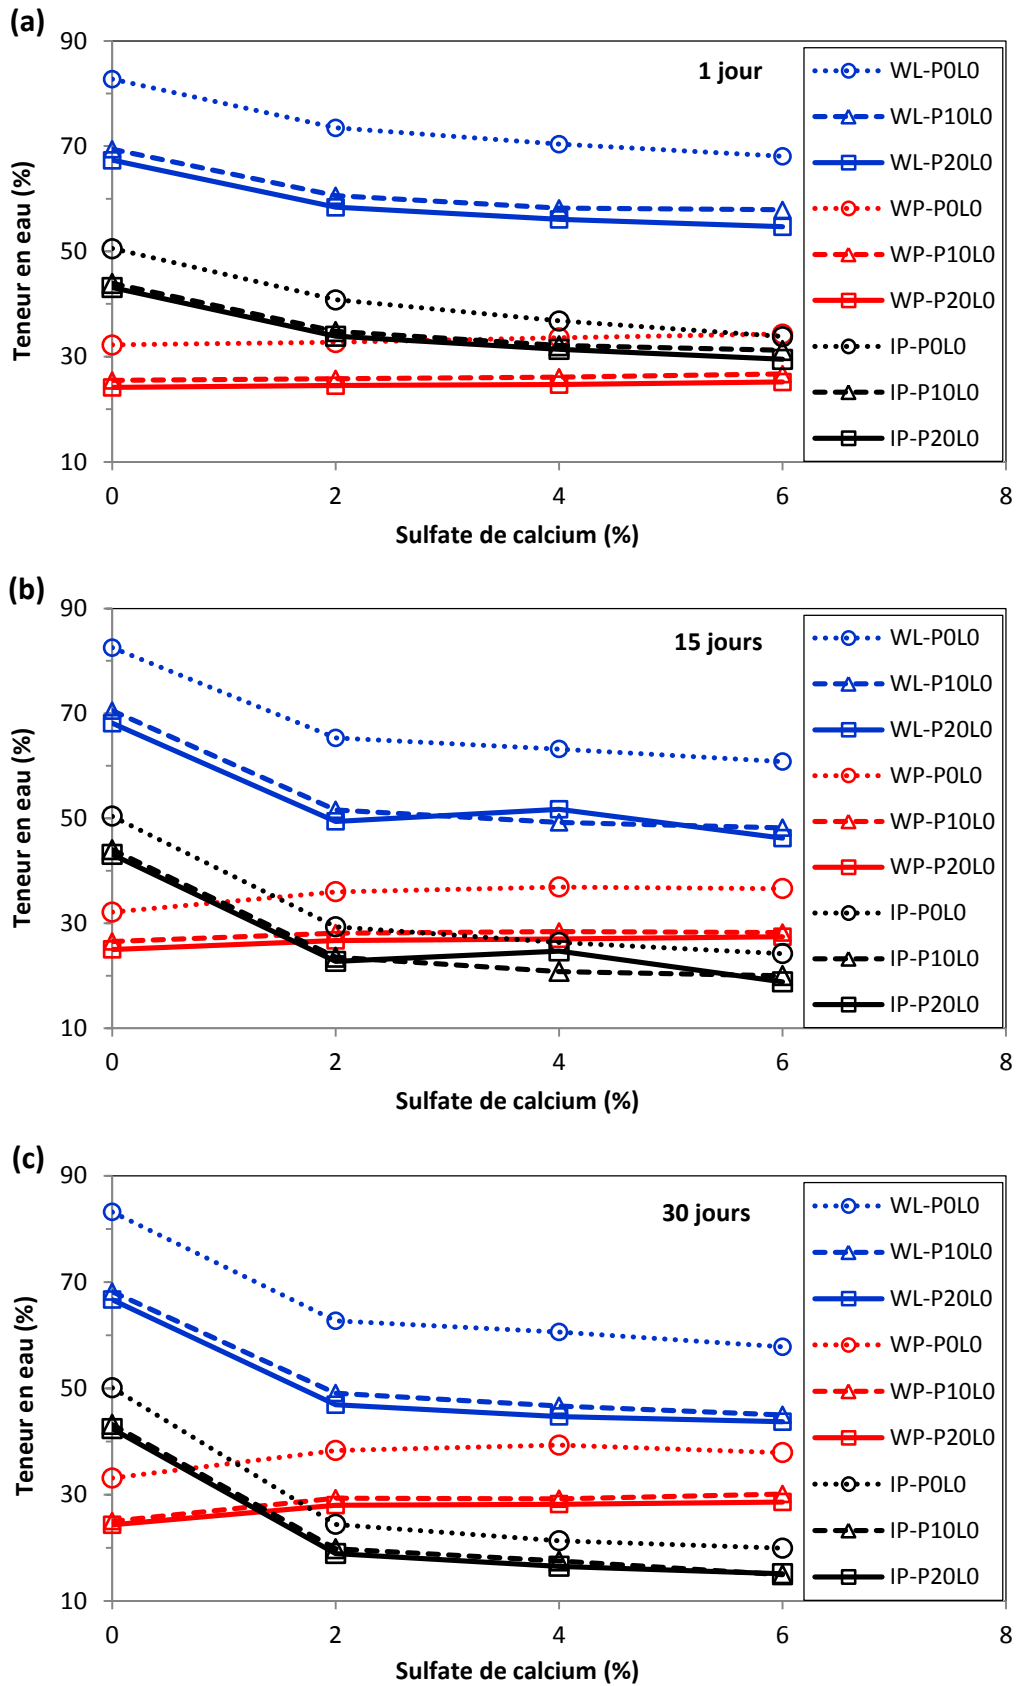 (a)
90
70
50
30
10
Teneur en eau (%)
1 jour
WL-P0L0
WL-P10L0
WL-P20L0
WP-P0L0
WP-P10L0
WP-P20L0
IP-P0L0
IP-P10L0
IP-P20L0
0 2 4 6 8
Sulfate de calcium (%)
(b)
90
70
50
30
10
Teneur en eau (%)
15 jours
WL-P0L0
WL-P10L0
WL-P20L0
WP-P0L0
WP-P10L0
WP-P20L0
IP-P0L0
IP-P10L0
IP-P20L0
0 2 4 6 8
Sulfate de calcium (%)
(c)
90
70
50
30
10
Teneur en eau (%)
30 jours
WL-P0L0
WL-P10L0
WL-P20L0
WP-P0L0
WP-P10L0
WP-P20L0
IP-P0L0
IP-P10L0
IP-P20L0
0 2 4 6 8
Sulfate de calcium (%)